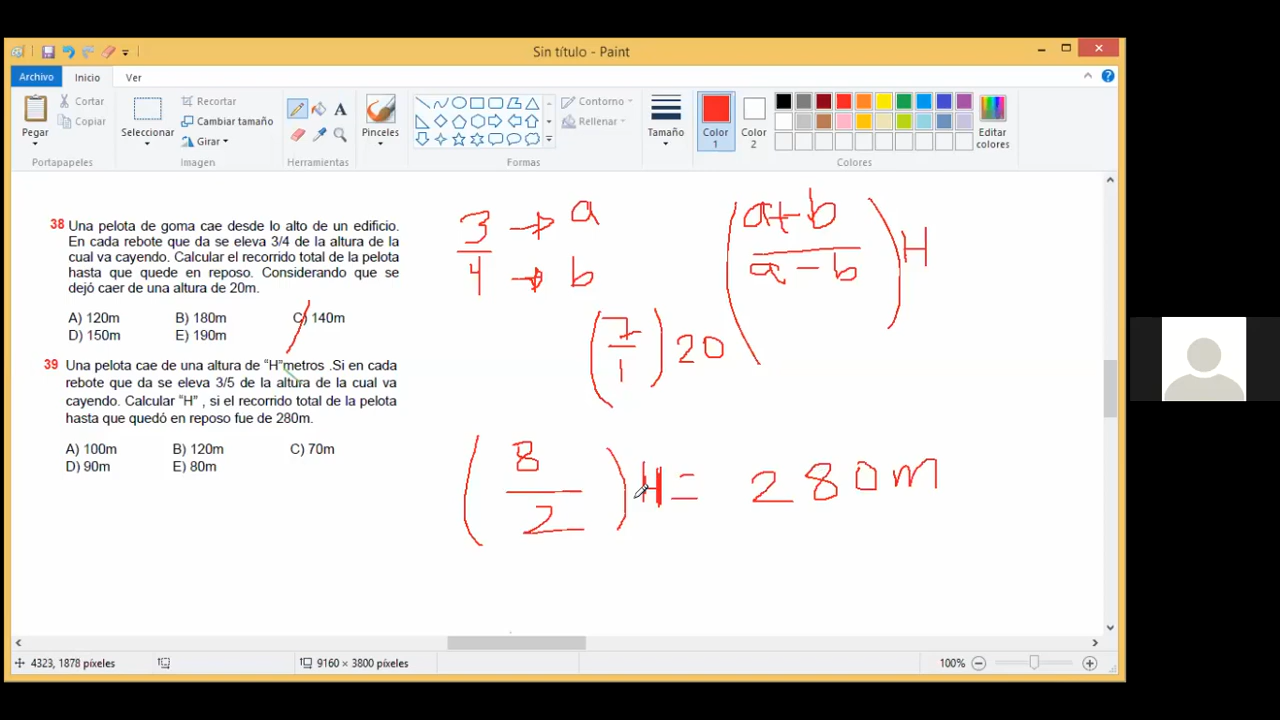 Sin título - Paint
Archivo Inicio Ver
Pegar
Cortar
Copiar
Portapapeles
Seleccionar
Recortar
Cambiar tamaño
Girar
Imagen
A
Herramientas
Pinceles
Contorno
Rellenar
Formas
Tamaño
Color 1
Color 2
Editar colores
Colores
38 Una pelota de goma cae desde lo alto de un edificio.
En cada rebote que da se eleva 3/4 de la altura de la
cual va cayendo. Calcular el recorrido total de la pelota
hasta que quede en reposo. Considerando que se
dejó caer de una altura de 20m.
A) 120m B) 180m C) 140m
D) 150m E) 190m
39 Una pelota cae de una altura de “H”metros .Si en cada
rebote que da se eleva 3/5 de la altura de la cual va
cayendo. Calcular “H” , si el recorrido total de la pelota
hasta que quedó en reposo fue de 280m.
A) 100m B) 120m C) 70m
D) 90m E) 80m
3 → a
4 → b
(a+b
a-b) H
(7
1) 20
(8
2) H = 280m
4323, 1878 píxeles
9160 × 3800 píxeles
100%